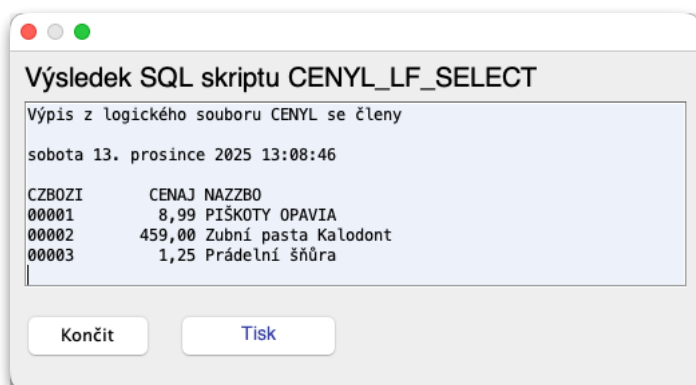 Výsledek SQL skriptu CENYL_LF_SELECT
Výpis z logického souboru CENYL se členy
sobota 13. prosince 2025 13:08:46
CZBOZI CENAJ NAZZBO
00001 8,99 PIŠKOTY OPAVIA
00002 459,00 Zubní pasta Kalodont
00003 1,25 Prádelní šňůra
Končit Tisk